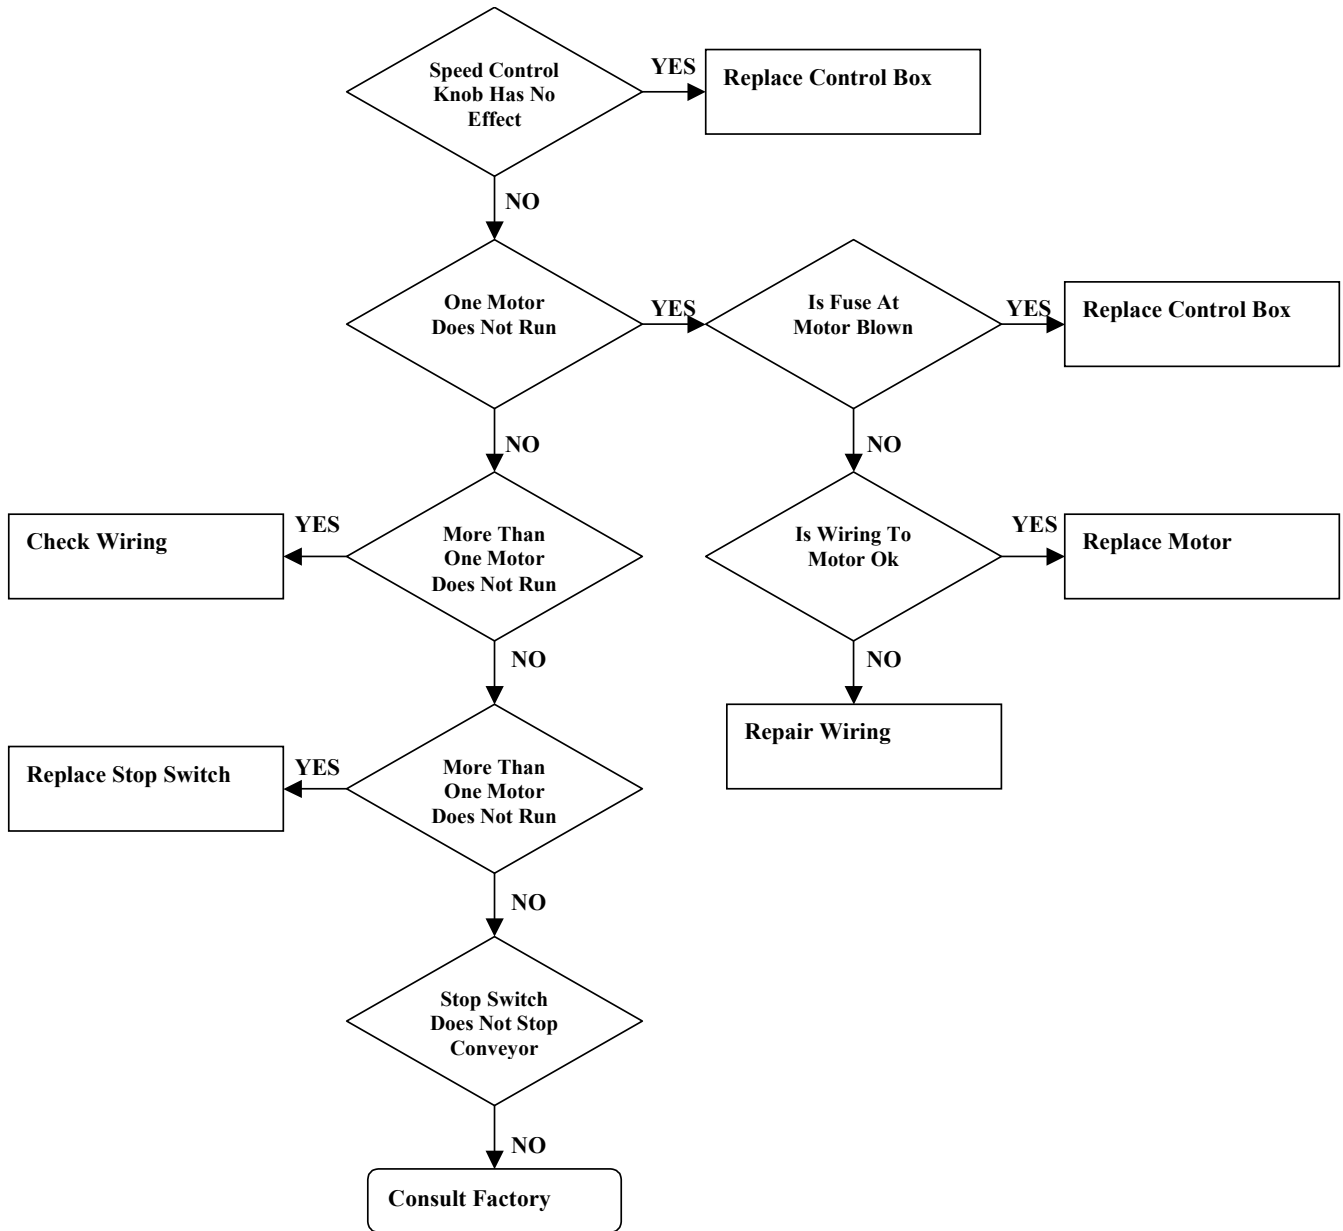 Speed Control
Knob Has No
Effect
YES
Replace Control Box
NO
One Motor
Does Not Run
YES
Is Fuse At
Motor Blown
YES
Replace Control Box
NO
NO
Check Wiring
YES
More Than
One Motor
Does Not Run
Is Wiring To
Motor Ok
YES
Replace Motor
NO
NO
Repair Wiring
Replace Stop Switch
YES
More Than
One Motor
Does Not Run
NO
Stop Switch
Does Not Stop
Conveyor
NO
Consult Factory